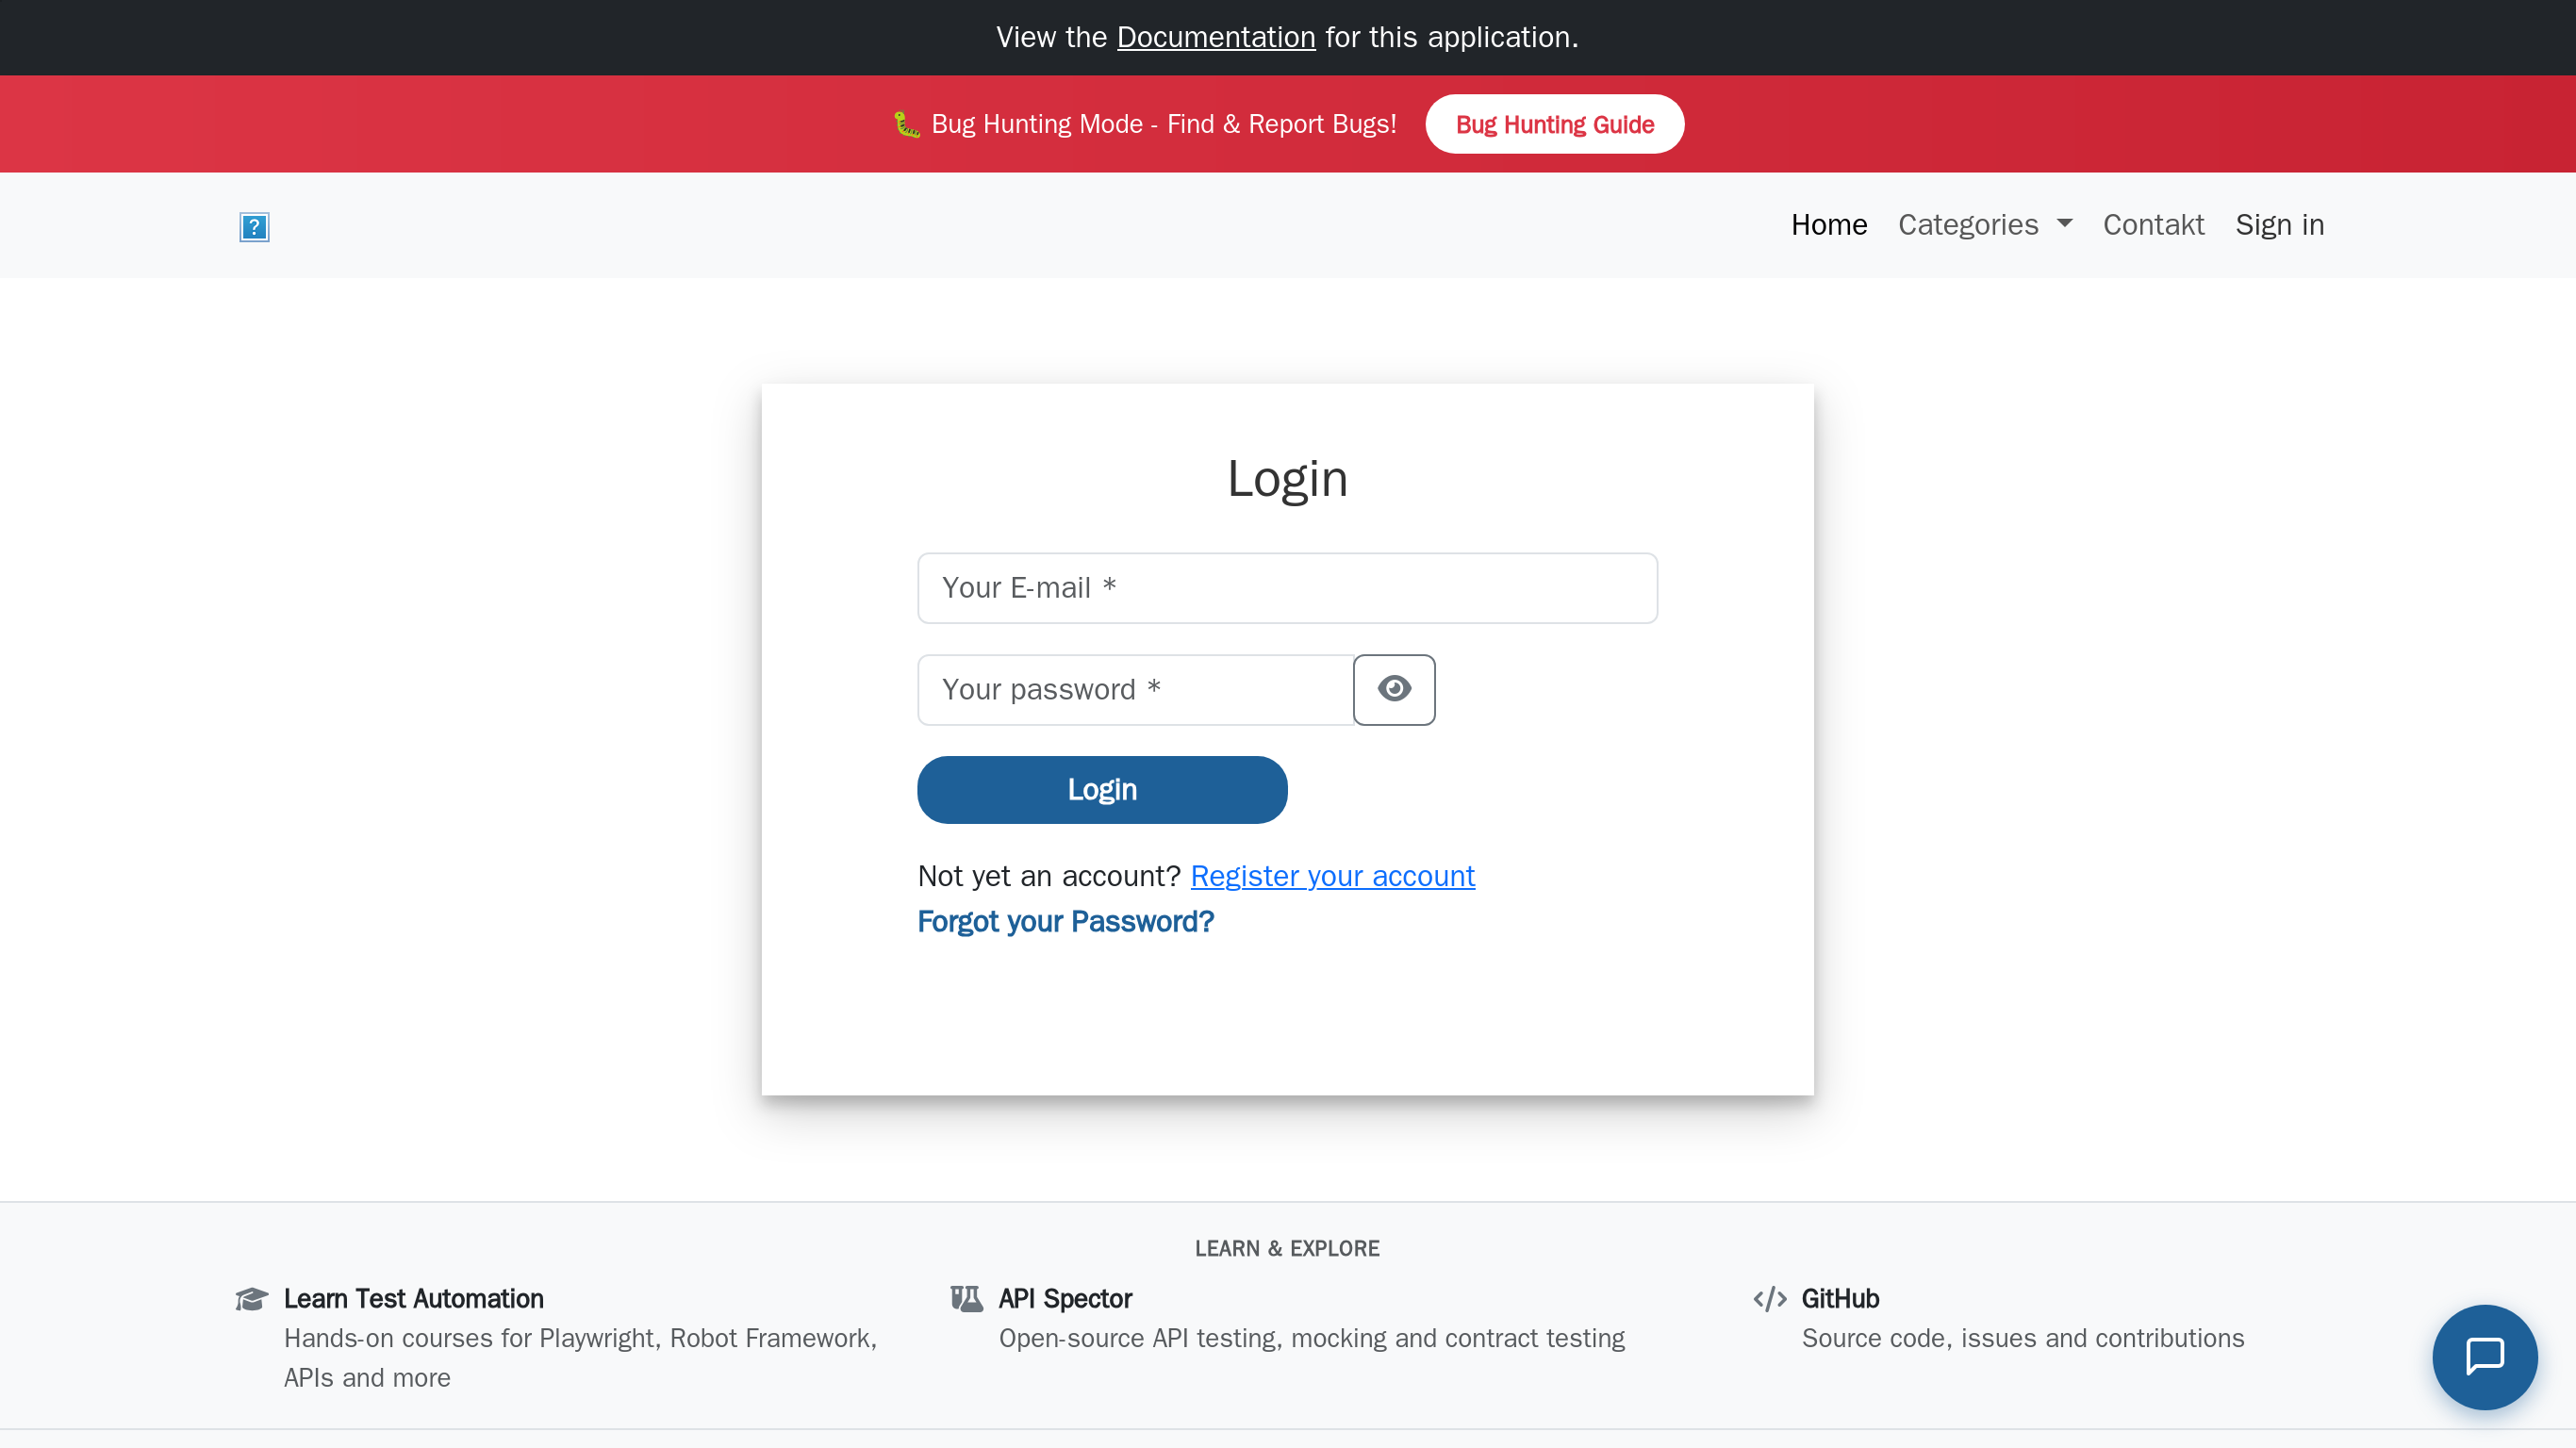 View the Documentation for this application.
🐛 Bug Hunting Mode - Find & Report Bugs! Bug Hunting Guide
? Home Categories Contakt Sign in
Login
Your E-mail *
Your password *
Login
Not yet an account? Register your account
Forgot your Password?
LEARN & EXPLORE
Learn Test Automation
Hands-on courses for Playwright, Robot Framework,
APIs and more
API Spector
Open-source API testing, mocking and contract testing
GitHub
Source code, issues and contributions